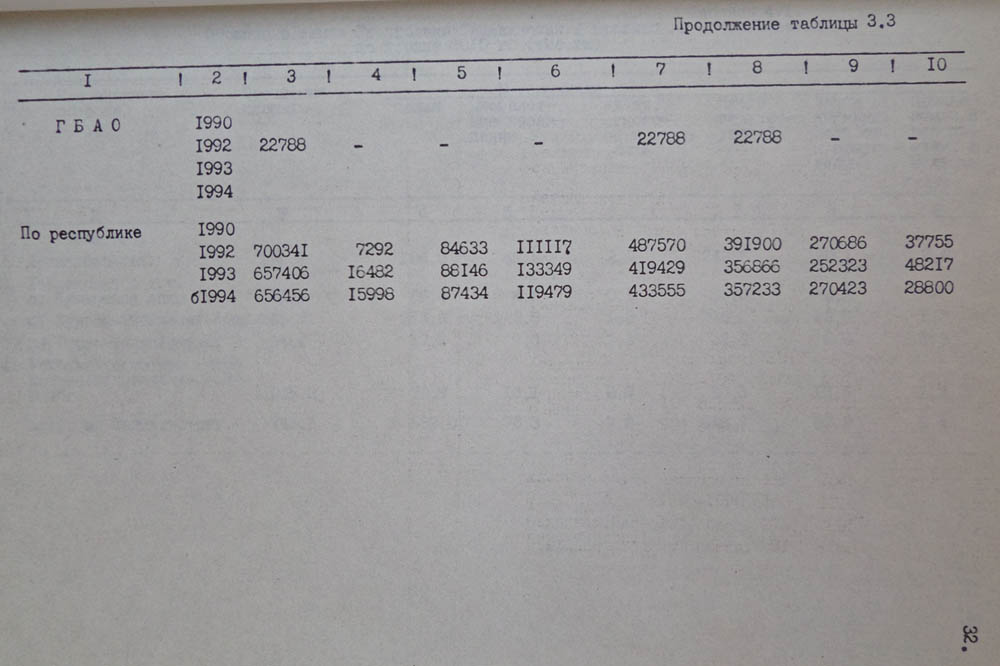 Продолжение таблицы 3.3
I ! 2 ! 3 ! 4 ! 5 ! 6 ! 7 ! 8 ! 9 ! IO
Г Б А О I990
I992 22788 - - - 22788 22788 - -
I993
I994
По республике I990
I992 70034I 7292 84633 IIIII7 487570 39I900 270686 37755
I993 657406 I6482 88I46 I33349 4I9429 356866 252323 482I7
бI994 656456 I5998 87434 II9479 433555 357233 270423 28800
32.